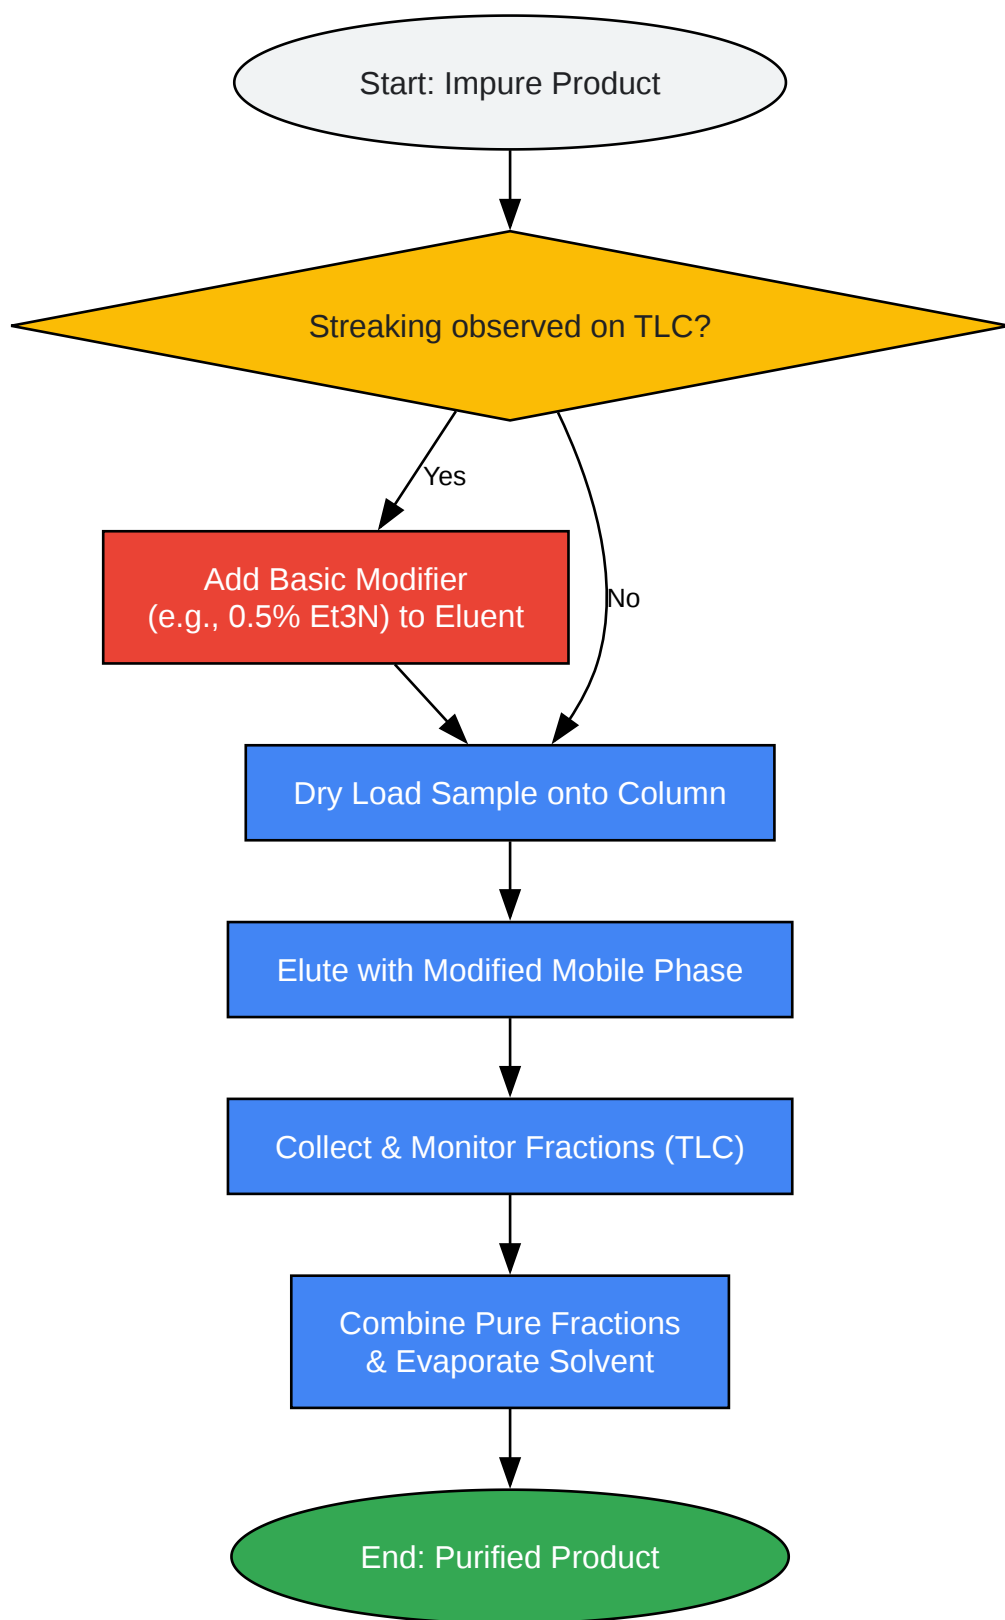 Start: Impure Product
Streaking observed on TLC?
Yes
Add Basic Modifier
(e.g., 0.5% Et3N) to Eluent
No
Dry Load Sample onto Column
Elute with Modified Mobile Phase
Collect & Monitor Fractions (TLC)
Combine Pure Fractions
& Evaporate Solvent
End: Purified Product